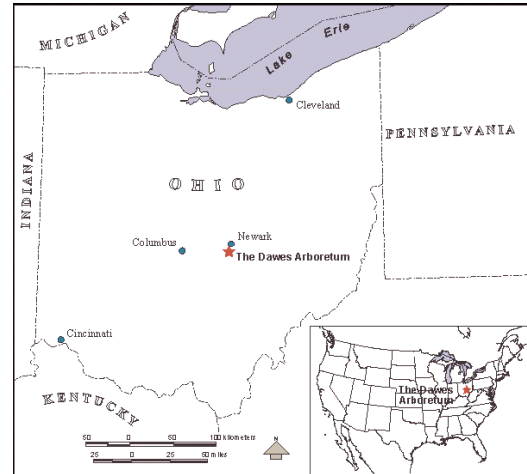 MICHIGAN
Lake Erie
Cleveland
PENNSYLVANIA
INDIANA
OHIO
Newark
Columbus
The Dawes Arboretum
Cincinnati
KENTUCKY
The Dawes
Arboretum
N
50 0 50 100 kilometers
25 0 25 50 miles